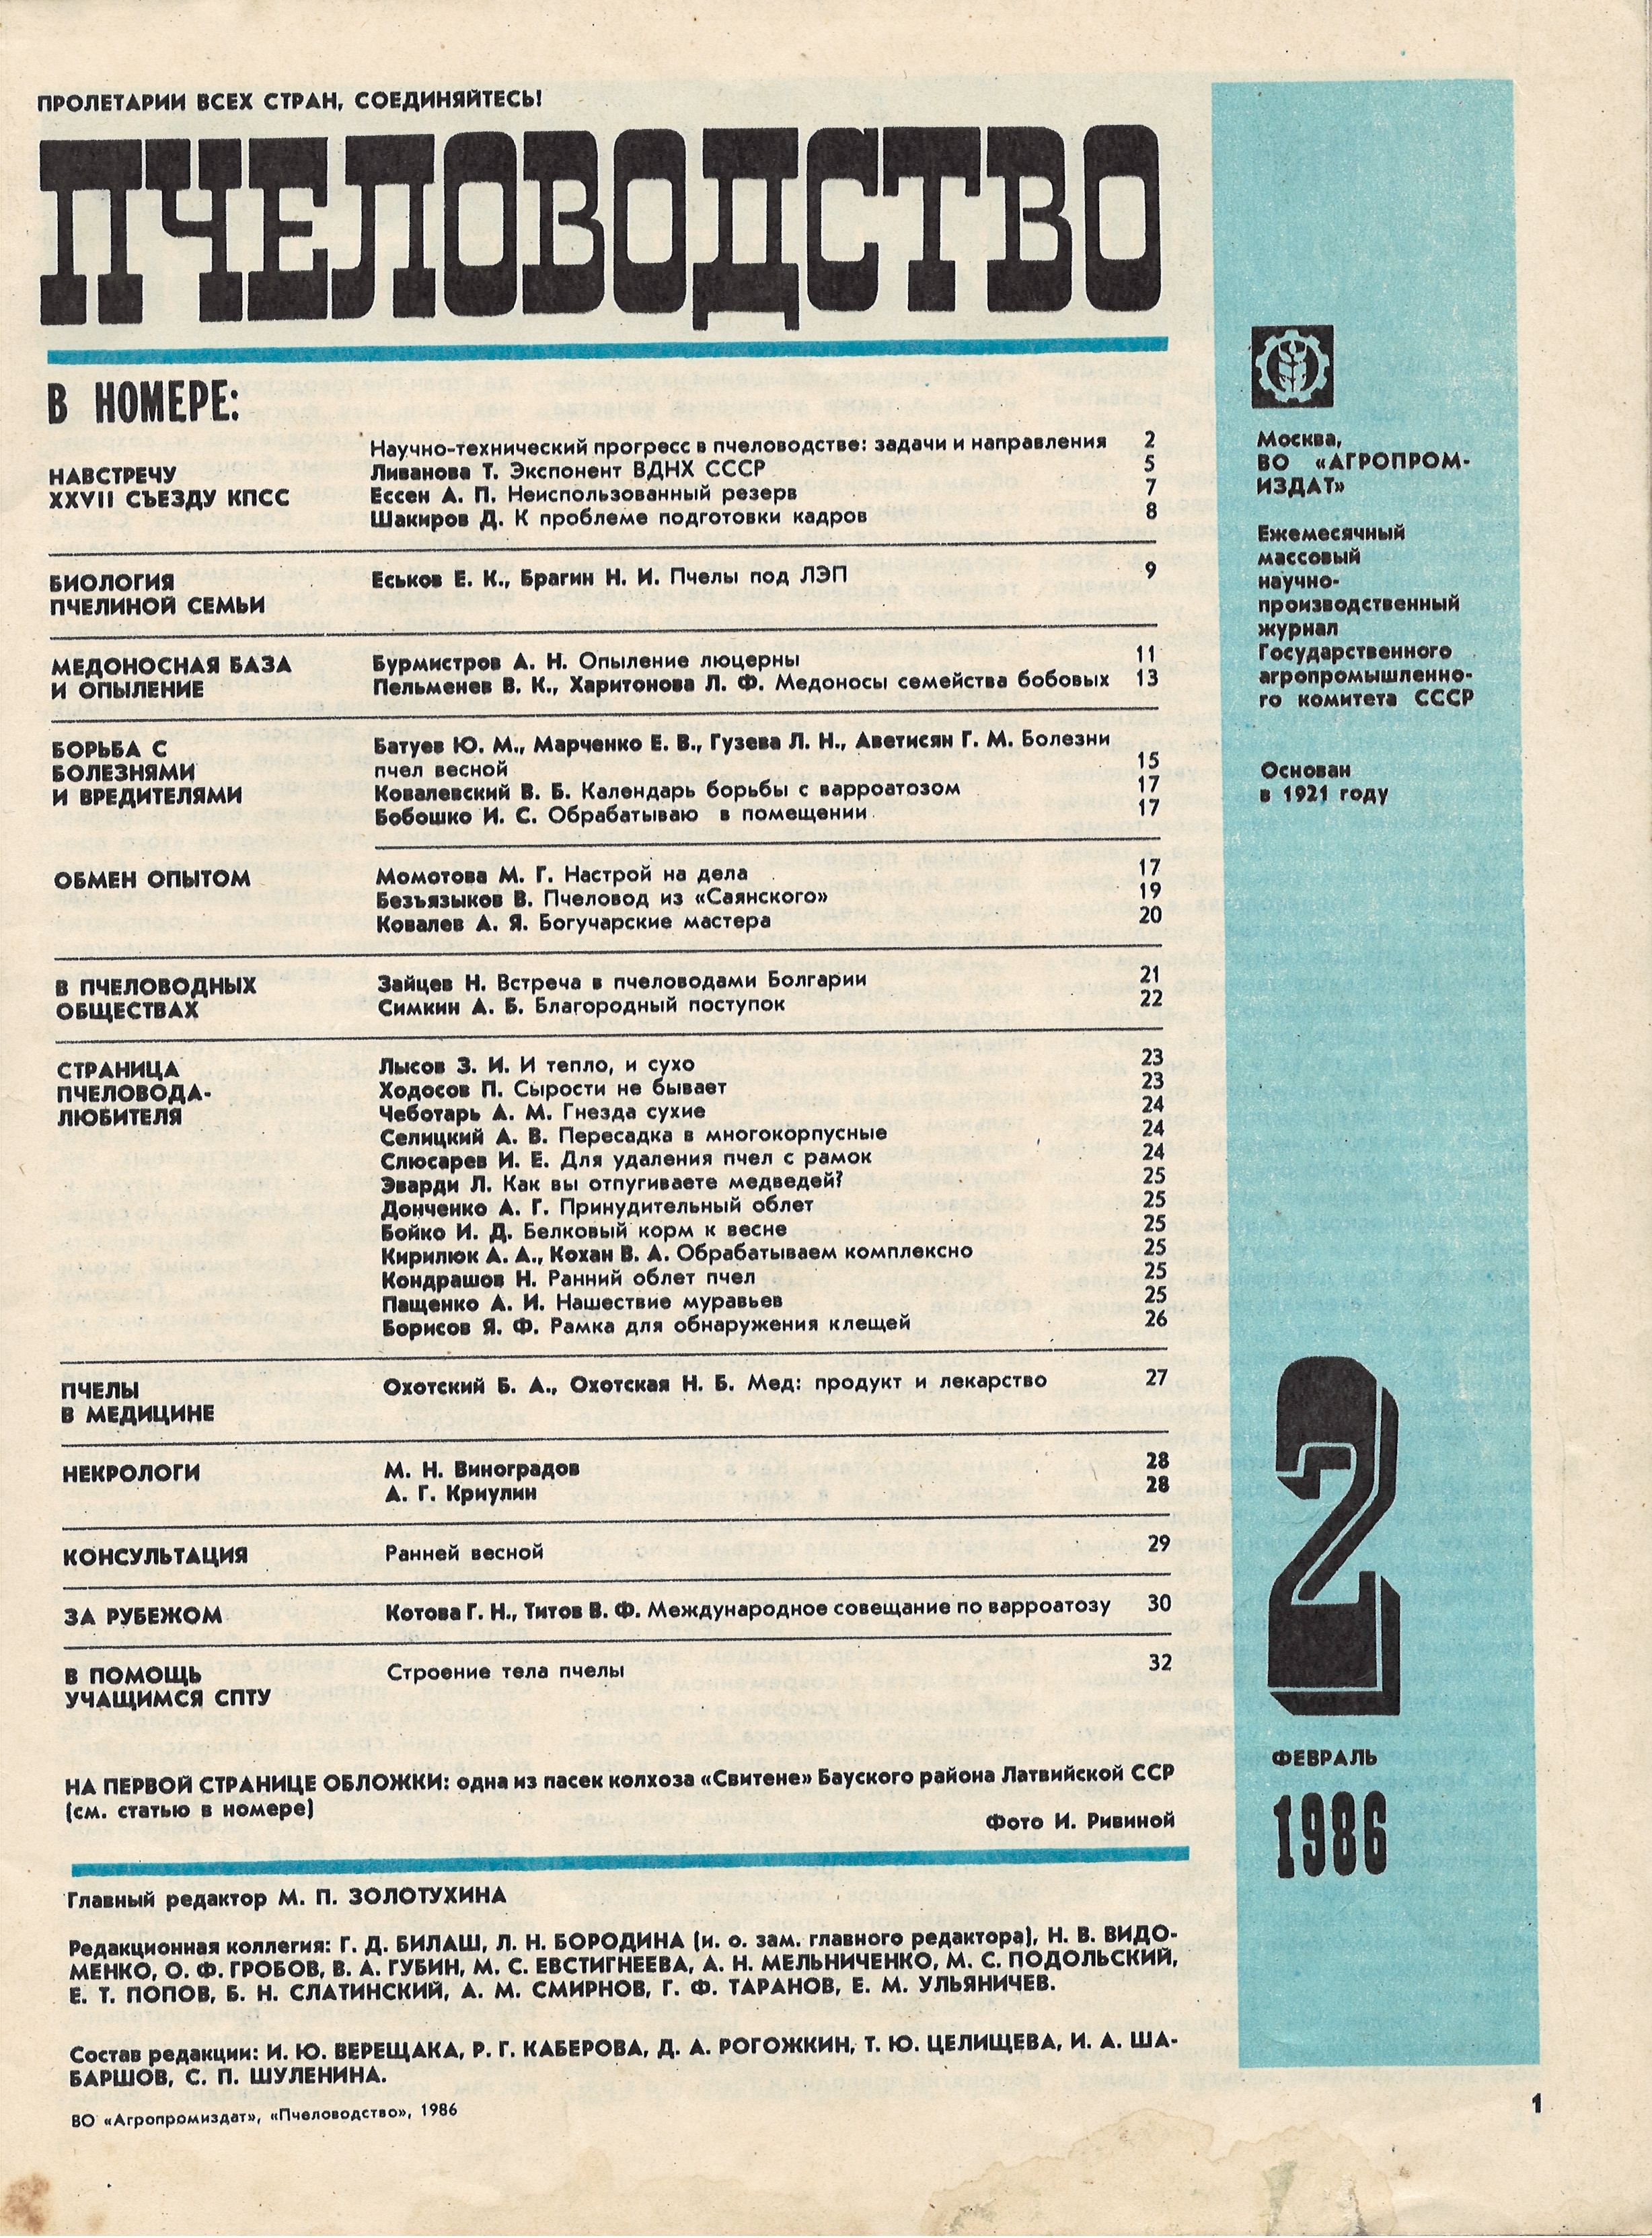 ПРОЛЕТАРИИ ВСЕХ СТРАН, СОЕДИНЯЙТЕСЬ!
ПЧЕЛОВОДСТВО
В НОМЕРЕ:
НАВСТРЕЧУ
XXVII СЪЕЗДУ КПСС
Научно-технический прогресс в пчеловодстве: задачи и направления 2
Ливанова Т. Экспонент ВДНХ СССР 5
Ессен А. П. Неиспользованный резерв 7
Шакиров Д. К проблеме подготовки кадров 8
БИОЛОГИЯ
ПЧЕЛИНОЙ СЕМЬИ
Еськов Е. К., Брагин Н. И. Пчелы под ЛЭП 9
МЕДОНОСНАЯ БАЗА
И ОПЫЛЕНИЕ
Бурмистров А. Н. Опыление люцерны 11
Пельменев В. К., Харитонова Л. Ф. Медоносы семейства бобовых 13
БОРЬБА С
БОЛЕЗНЯМИ
И ВРЕДИТЕЛЯМИ
Батуев Ю. М., Марченко Е. В., Гузева Л. Н., Аветисян Г. М. Болезни
пчел весной 15
Ковалевский В. Б. Календарь борьбы с варроатозом 17
Бобошко И. С. Обрабатываю в помещении 17
ОБМЕН ОПЫТОМ
Момотова М. Г. Настрой на дела 17
Безъязыков В. Пчеловод из «Саянского» 19
Ковалев А. Я. Богучарские мастера 20
В ПЧЕЛОВОДНЫХ
ОБЩЕСТВАХ
Зайцев Н. Встреча в пчеловодами Болгарии 21
Симкин А. Б. Благородный поступок 22
СТРАНИЦА
ПЧЕЛОВОДА-
ЛЮБИТЕЛЯ
Лысов З. И. И тепло, и сухо 23
Ходосов П. Сырости не бывает 23
Чеботарь А. М. Гнезда сухие 24
Селицкий А. В. Пересадка в многокорпусные 24
Слюсарев И. Е. Для удаления пчел с рамок 24
Эварди Л. Как вы отпугиваете медведей? 25
Донченко А. Г. Принудительный облет 25
Бойко И. Д. Белковый корм к весне 25
Кирилюк А. А., Кохан В. А. Обрабатываем комплексно 25
Кондрашов Н. Ранний облет пчел 25
Пащенко А. И. Нашествие муравьев 25
Борисов Я. Ф. Рамка для обнаружения клещей 26
ПЧЕЛЫ
В МЕДИЦИНЕ
Охотский Б. А., Охотская Н. Б. Мед: продукт и лекарство 27
НЕКРОЛОГИ
М. Н. Виноградов 28
А. Г. Криулин 28
КОНСУЛЬТАЦИЯ
Ранней весной 29
ЗА РУБЕЖОМ
Котова Г. Н., Титов В. Ф. Международное совещание по варроатозу 30
В ПОМОЩЬ
УЧАЩИМСЯ СПТУ
Строение тела пчелы 32
НА ПЕРВОЙ СТРАНИЦЕ ОБЛОЖКИ: одна из пасек колхоза «Свитене» Бауского района Латвийской ССР
(см. статью в номере)
Фото И. Ривиной
Главный редактор М. П. ЗОЛОТУХИНА
Редакционная коллегия: Г. Д. БИЛАШ, Л. Н. БОРОДИНА (и. о. зам. главного редактора), Н. В. ВИДО-
МЕНКО, О. Ф. ГРОБОВ, В. А. ГУБИН, М. С. ЕВСТИГНЕЕВА, А. Н. МЕЛЬНИЧЕНКО, М. С. ПОДОЛЬСКИЙ,
Е. Т. ПОПОВ, Б. Н. СЛАТИНСКИЙ, А. М. СМИРНОВ, Г. Ф. ТАРАНОВ, Е. М. УЛЬЯНИЧЕВ.
Состав редакции: И. Ю. ВЕРЕЩАКА, Р. Г. КАБЕРОВА, Д. А. РОГОЖКИН, Т. Ю. ЦЕЛИЩЕВА, И. А. ША-
БАРШОВ, С. П. ШУЛЕНИНА.
ВО «Агропромиздат», «Пчеловодство», 1986
Москва,
ВО «АГРОПРОМ-
ИЗДАТ»
Ежемесячный
массовый
научно-
производственный
журнал
Государственного
агропромышленно-
го комитета СССР
Основан
в 1921 году
2
ФЕВРАЛЬ
1986
1